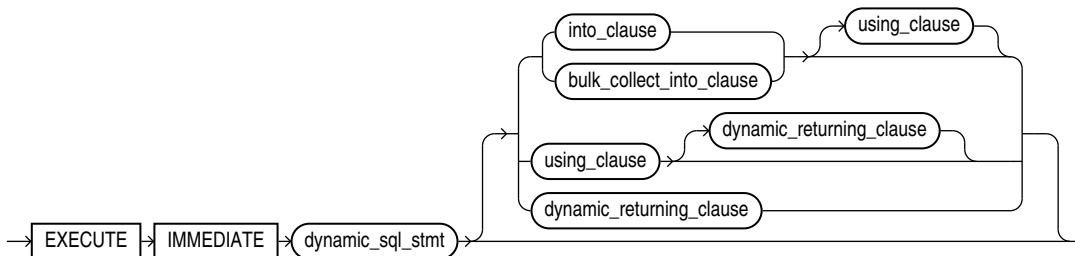 into_clause
using_clause
bulk_collect_into_clause
dynamic_returning_clause
using_clause
dynamic_returning_clause
EXECUTE IMMEDIATE dynamic_sql_stmt